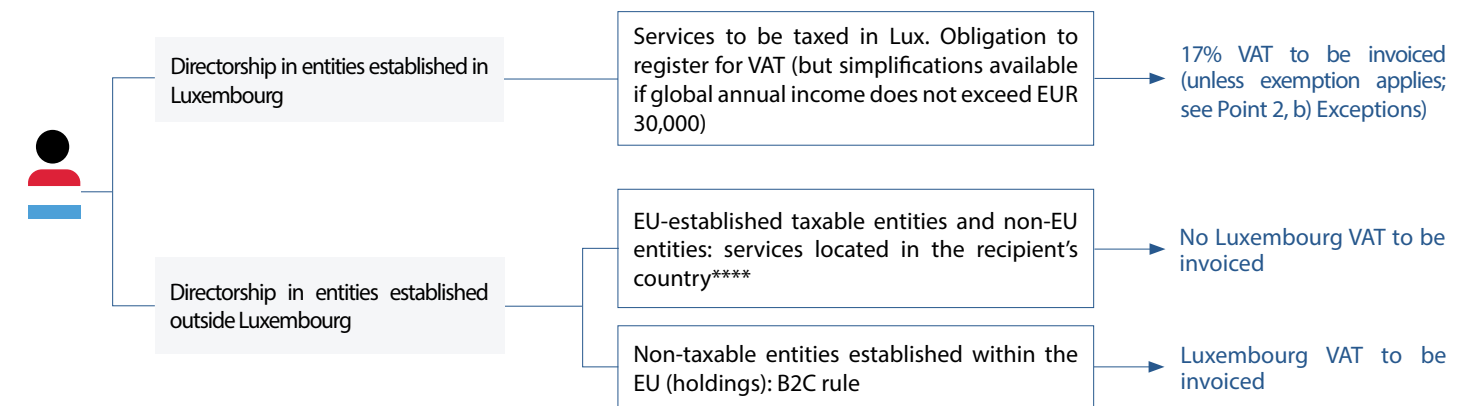 Directorship in entities established in
Luxembourg
Services to be taxed in Lux. Obligation to
register for VAT (but simplifications available
if global annual income does not exceed EUR
30,000)
17% VAT to be invoiced
(unless exemption applies;
see Point 2, b) Exceptions)
Directorship in entities established
outside Luxembourg
EU-established taxable entities and non-EU
entities: services located in the recipient's
country****
No Luxembourg VAT to be
invoiced
Non-taxable entities established within the
EU (holdings): B2C rule
Luxembourg VAT to be
invoiced